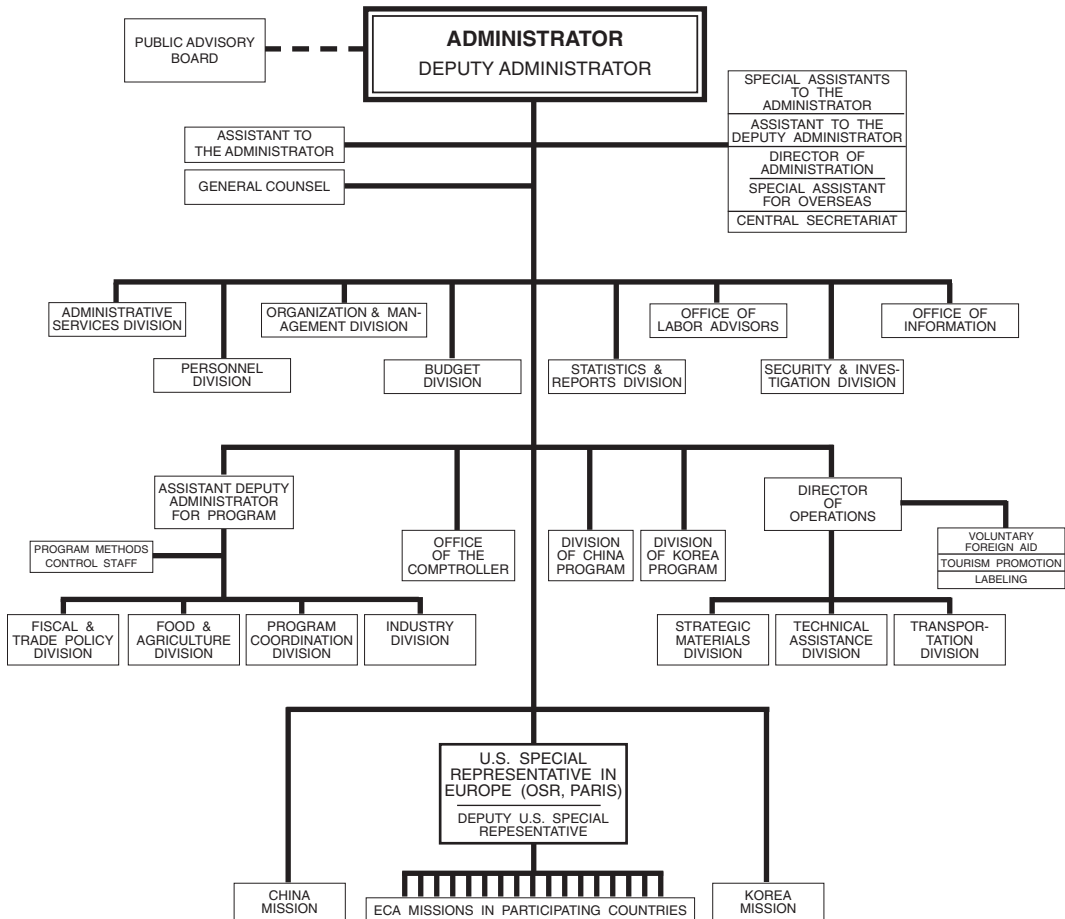 PUBLIC ADVISORY
BOARD
ADMINISTRATOR
DEPUTY ADMINISTRATOR
SPECIAL ASSISTANTS
TO THE
ADMINISTRATOR
ASSISTANT TO THE
DEPUTY ADMINISTRATOR
DIRECTOR OF
ADMINISTRATION
SPECIAL ASSISTANT
FOR OVERSEAS
CENTRAL SECRETARIAT
ASSISTANT TO
THE ADMINISTRATOR
GENERAL COUNSEL
ADMINISTRATIVE
SERVICES DIVISION
PERSONNEL
DIVISION
ORGANIZATION & MAN-
AGEMENT DIVISION
BUDGET
DIVISION
STATISTICS &
REPORTS DIVISION
OFFICE OF
LABOR ADVISORS
SECURITY & INVES-
TIGATION DIVISION
OFFICE OF
INFORMATION
ASSISTANT DEPUTY
ADMINISTRATOR
FOR PROGRAM
PROGRAM METHODS
CONTROL STAFF
OFFICE
OF THE
COMPTROLLER
DIVISION
OF CHINA
PROGRAM
DIVISION
OF KOREA
PROGRAM
DIRECTOR
OF
OPERATIONS
VOLUNTARY
FOREIGN AID
TOURISM PROMOTION
LABELING
FISCAL &
TRADE POLICY
DIVISION
FOOD &
AGRICULTURE
DIVISION
PROGRAM
COORDINATION
DIVISION
INDUSTRY
DIVISION
STRATEGIC
MATERIALS
DIVISION
TECHNICAL
ASSISTANCE
DIVISION
TRANSPOR-
TATION
DIVISION
U.S. SPECIAL
REPRESENTATIVE IN
EUROPE (OSR, PARIS)
DEPUTY U.S. SPECIAL
REPESENTATIVE
CHINA
MISSION
ECA MISSIONS IN PARTICIPATING COUNTRIES
KOREA
MISSION